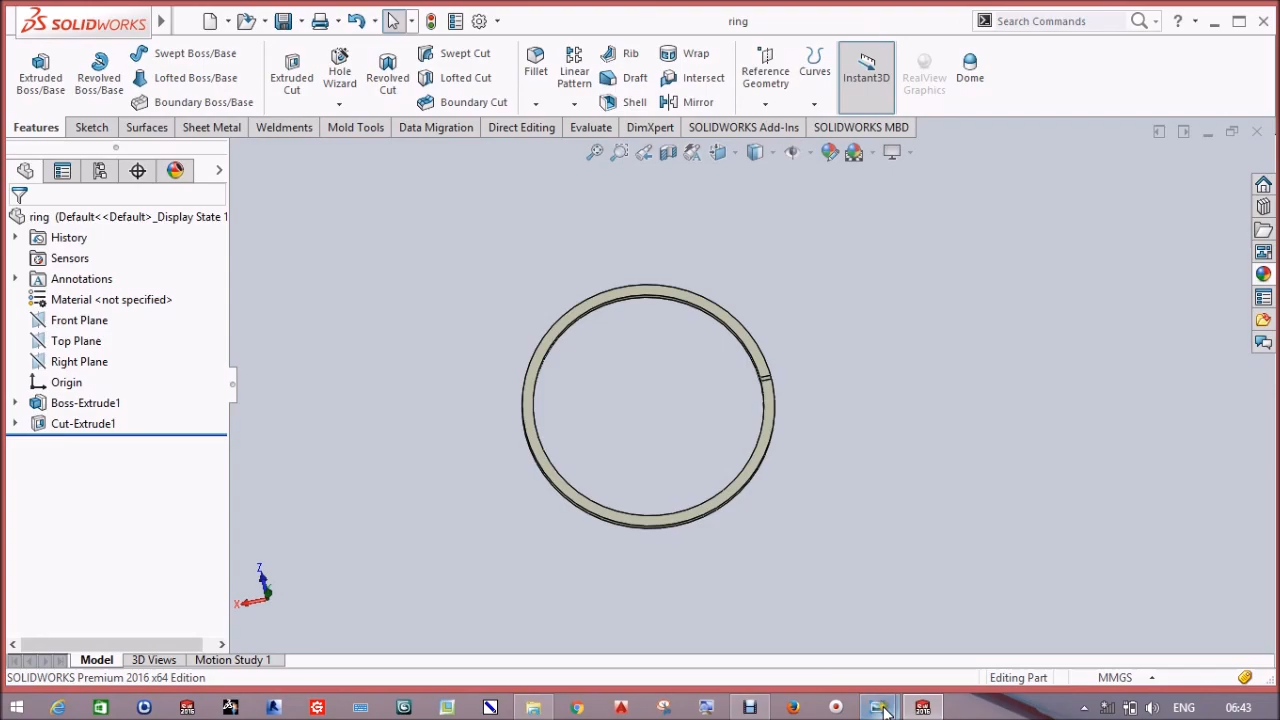 SOLIDWORKS
ring
Search Commands
Extruded Boss/Base
Revolved Boss/Base
Swept Boss/Base
Lofted Boss/Base
Boundary Boss/Base
Extruded Cut
Hole Wizard
Revolved Cut
Swept Cut
Lofted Cut
Boundary Cut
Fillet
Linear Pattern
Rib
Draft
Shell
Wrap
Intersect
Mirror
Reference Geometry
Curves
Instant3D
RealView Graphics
Dome
Features
Sketch
Surfaces
Sheet Metal
Weldments
Mold Tools
Data Migration
Direct Editing
Evaluate
DimXpert
SOLIDWORKS Add-Ins
SOLIDWORKS MBD
ring (Default<<Default>_Display State 1
History
Sensors
Annotations
Material <not specified>
Front Plane
Top Plane
Right Plane
Origin
Boss-Extrude1
Cut-Extrude1
Z
X
Model
3D Views
Motion Study 1
SOLIDWORKS Premium 2016 x64 Edition
Editing Part
MMGS
ENG
06:43